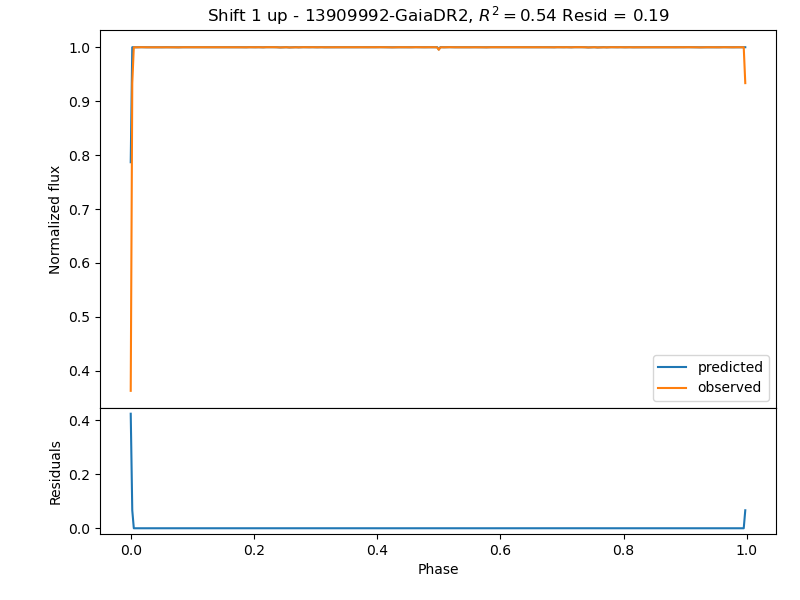 Shift 1 up - 13909992-GaiaDR2, R² = 0.54 Resid = 0.19
1.0
0.9
0.8
0.7
0.6
0.5
0.4
Normalized flux
predicted
observed
0.4
0.2
0.0
Residuals
0.0 0.2 0.4 0.6 0.8 1.0
Phase